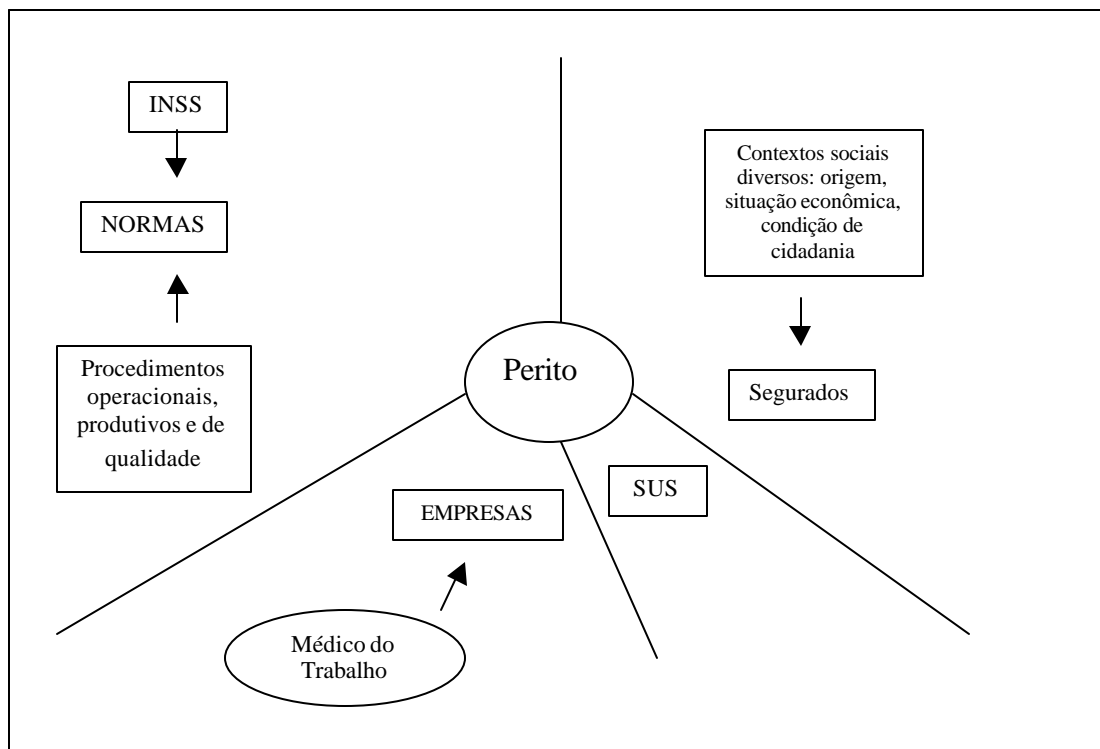 INSS
NORMAS
Procedimentos
operacionais,
produtivos e de
qualidade
Contextos sociais
diversos: origem,
situação econômica,
condição de
cidadania
Segurados
Perito
EMPRESAS
SUS
Médico do
Trabalho